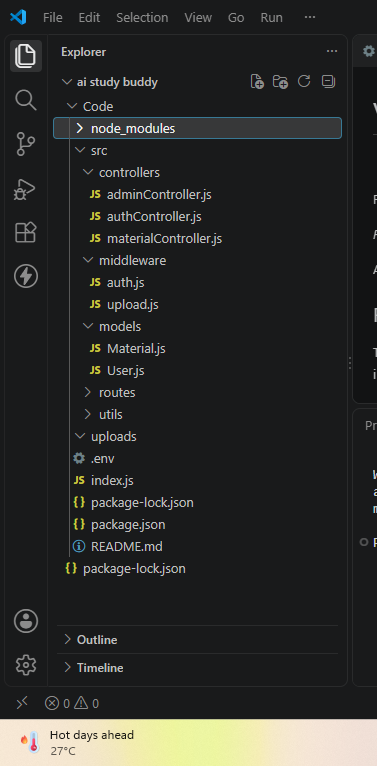 File Edit View Go Run ···
Explorer ···
ai study buddy
Code
node_modules
src
controllers
JS adminController.js
JS authController.js
JS materialController.js
middleware
JS auth.js
JS upload.js
models
JS Material.js
JS User.js
routes
utils
uploads
.env
JS index.js
{} package-lock.json
{} package.json
README.md
{} package-lock.json
Outline
Timeline
0 0
Hot days ahead
27°C